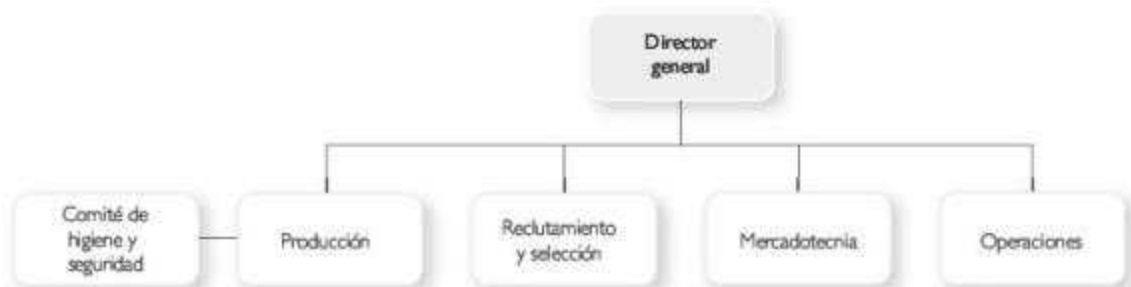 Director
general
Comité de
higiene y
seguridad
Producción
Reclutamiento
y selección
Mercadotecnia
Operaciones